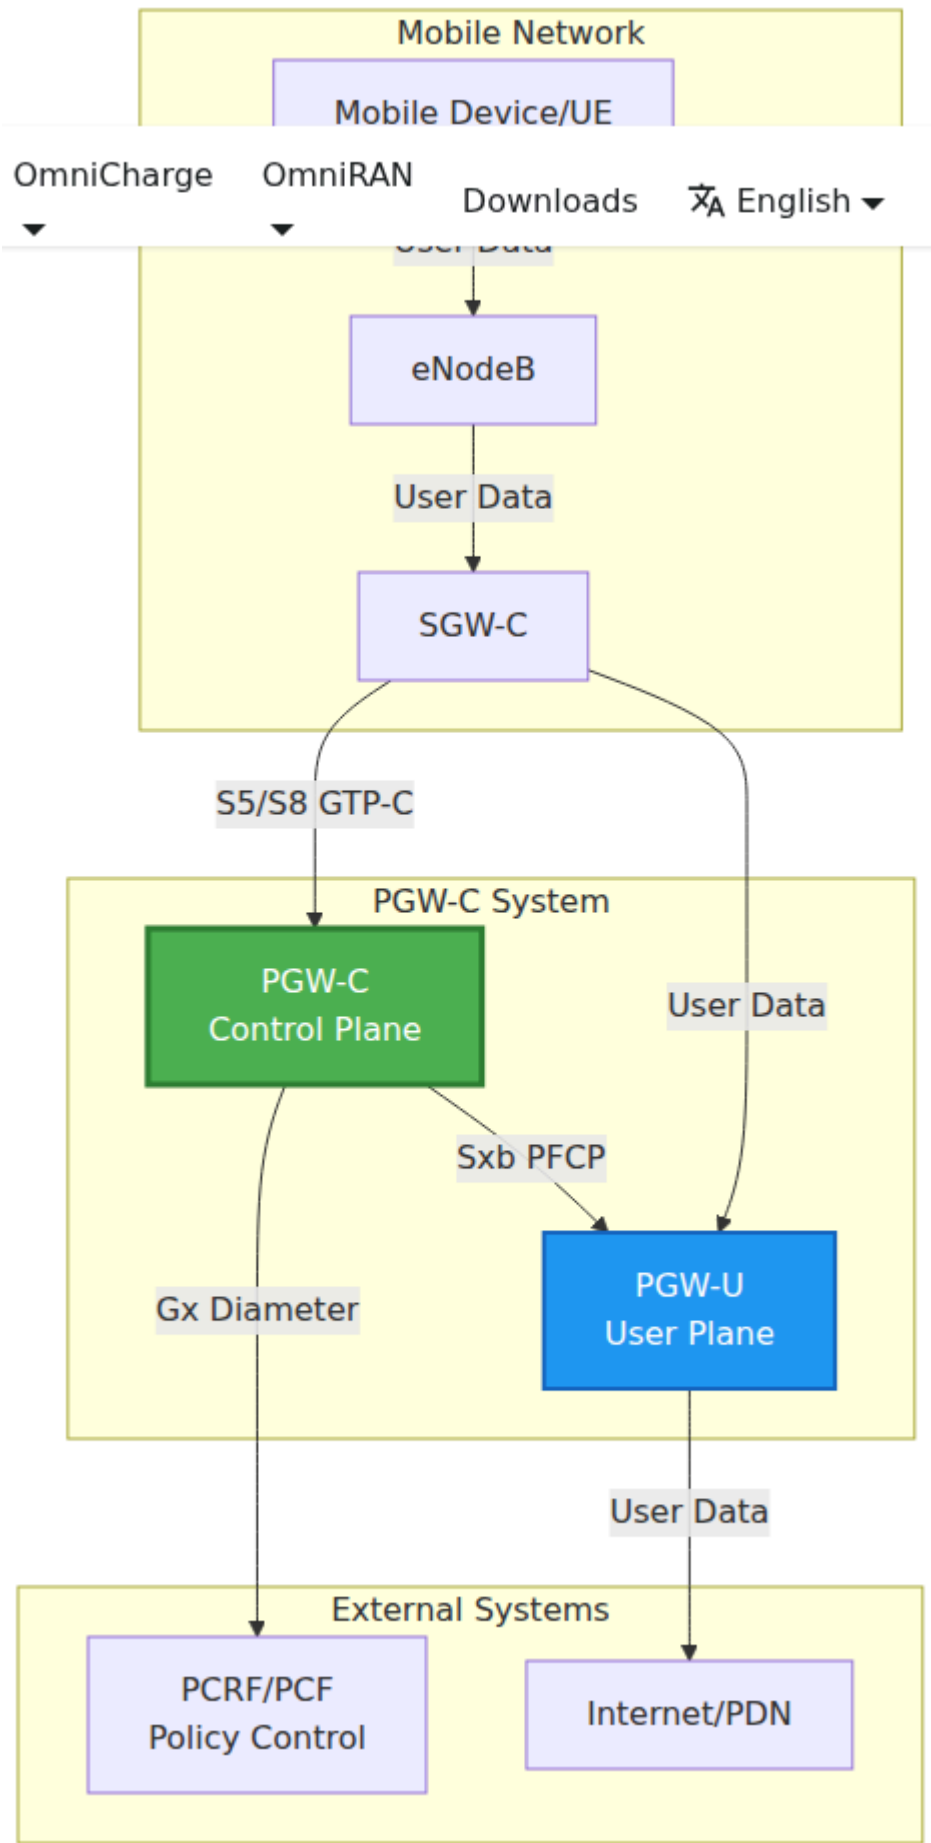 Mobile Network
Mobile Device/UE
OmniCharge
OmniRAN
Downloads
English
User Data
eNodeB
User Data
SGW-C
S5/S8 GTP-C
PGW-C System
PGW-C
Control Plane
User Data
Sxb PFCP
PGW-U
User Plane
Gx Diameter
User Data
External Systems
PCRF/PCF
Policy Control
Internet/PDN